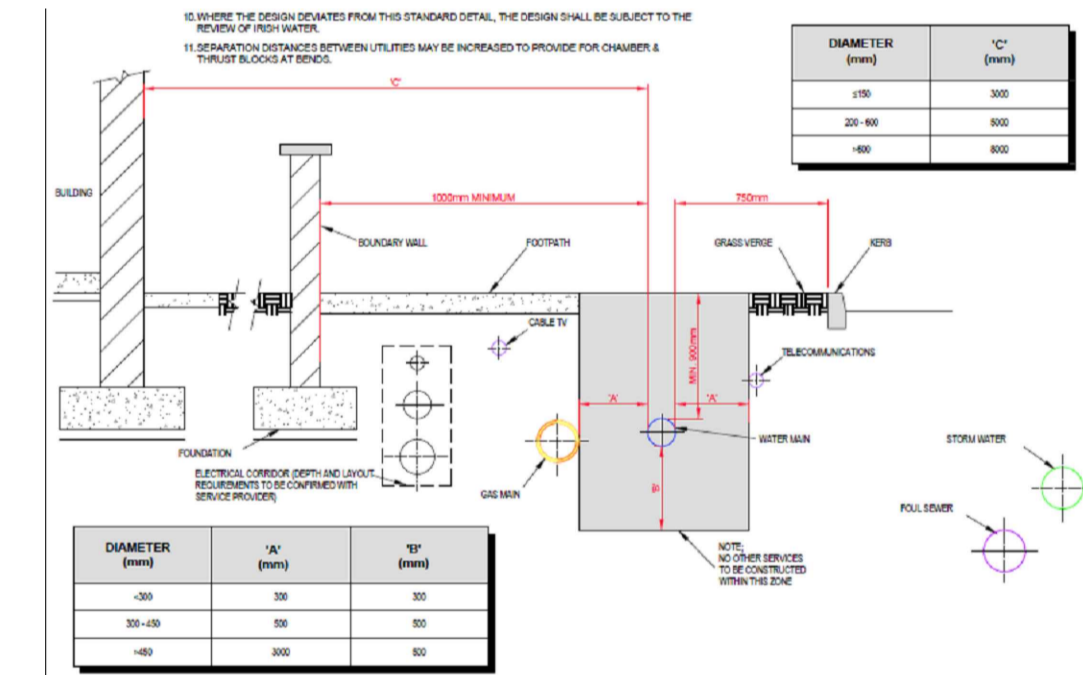 10. WHERE THE DESIGN DEVIATES FROM THIS STANDARD DETAIL, THE DESIGN SHALL BE SUBJECT TO THE
REVIEW OF IRISH WATER.
11. SEPARATION DISTANCES BETWEEN UTILITIES MAY BE INCREASED TO PROVIDE FOR CHAMBER &
THRUST BLOCKS AT BENDS.
DIAMETER
(mm)
'C'
(mm)
≤150
3000
200 - 600
5000
>600
8000
'C'
BUILDING
1000mm MINIMUM
750mm
BOUNDARY WALL
FOOTPATH
GRASS VERGE
KERB
CABLE TV
MIN. 900mm
TELECOMMUNICATIONS
'A'
'A'
WATER MAIN
STORM WATER
FOUNDATION
ELECTRICAL CORRIDOR (DEPTH AND LAYOUT
REQUIREMENTS TO BE CONFIRMED WITH
SERVICE PROVIDER)
GAS MAIN
'B'
FOUL SEWER
NOTE;
NO OTHER SERVICES
TO BE CONSTRUCTED
WITHIN THIS ZONE
DIAMETER
(mm)
'A'
(mm)
'B'
(mm)
<300
300
300
300 - 450
500
500
>450
3000
500